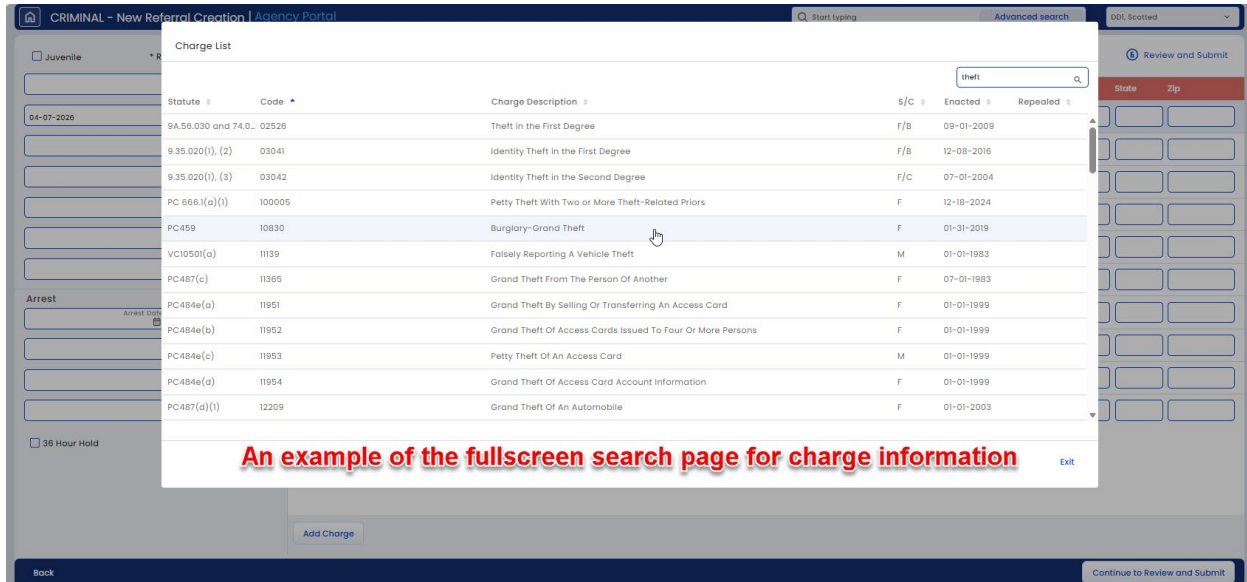 CRIMINAL - New Referral Creation | Agency Portal
Start typing
Advanced search
DD1, Scotted
Juvenile
* R
Charge List
6 Review and Submit
theft
State Zip
Statute Code Charge Description S/C Enacted Repealed
04-07-2026
9A.56.030 and 74.0... 02526 Theft in the First Degree F/B 09-01-2009
9.35.020(1), (2) 03041 Identity Theft in the First Degree F/B 12-08-2016
9.35.020(1), (3) 03042 Identity Theft in the Second Degree F/C 07-01-2004
PC 666.1(a)(1) 100005 Petty Theft With Two or More Theft-Related Priors F 12-18-2024
PC459 10830 Burglary-Grand Theft F 01-31-2019
VC10501(a) 11139 Falsely Reporting A Vehicle Theft M 01-01-1983
PC487(c) 11365 Grand Theft From The Person Of Another F 07-01-1983
Arrest
PC484e(a) 11951 Grand Theft By Selling Or Transferring An Access Card F 01-01-1999
Arrest Date
PC484e(b) 11952 Grand Theft Of Access Cards Issued To Four Or More Persons F 01-01-1999
PC484e(c) 11953 Petty Theft Of An Access Card M 01-01-1999
PC484e(d) 11954 Grand Theft Of Access Card Account Information F 01-01-1999
PC487(d)(1) 12209 Grand Theft Of An Automobile F 01-01-2003
36 Hour Hold
An example of the fullscreen search page for charge information
Exit
Add Charge
Back
Continue to Review and Submit